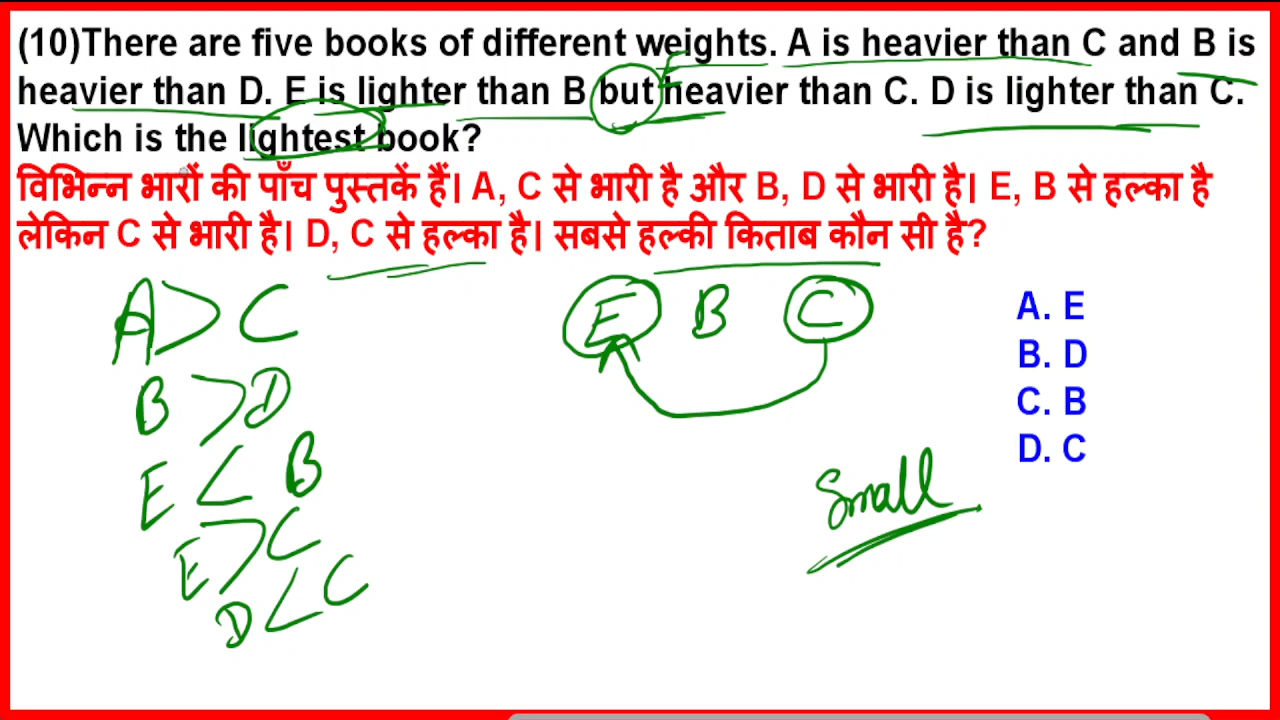 (10)There are five books of different weights. A is heavier than C and B is
heavier than D. E is lighter than B but heavier than C. D is lighter than C.
Which is the lightest book?
विभिन्न भारों की पाँच पुस्तकें हैं। A, C से भारी है और B, D से भारी है। E, B से हल्का है
लेकिन C से भारी है। D, C से हल्का है। सबसे हल्की किताब कौन सी है?
A > C
B > D
E < B
E > C
D < C
E B C
Small
A. E
B. D
C. B
D. C